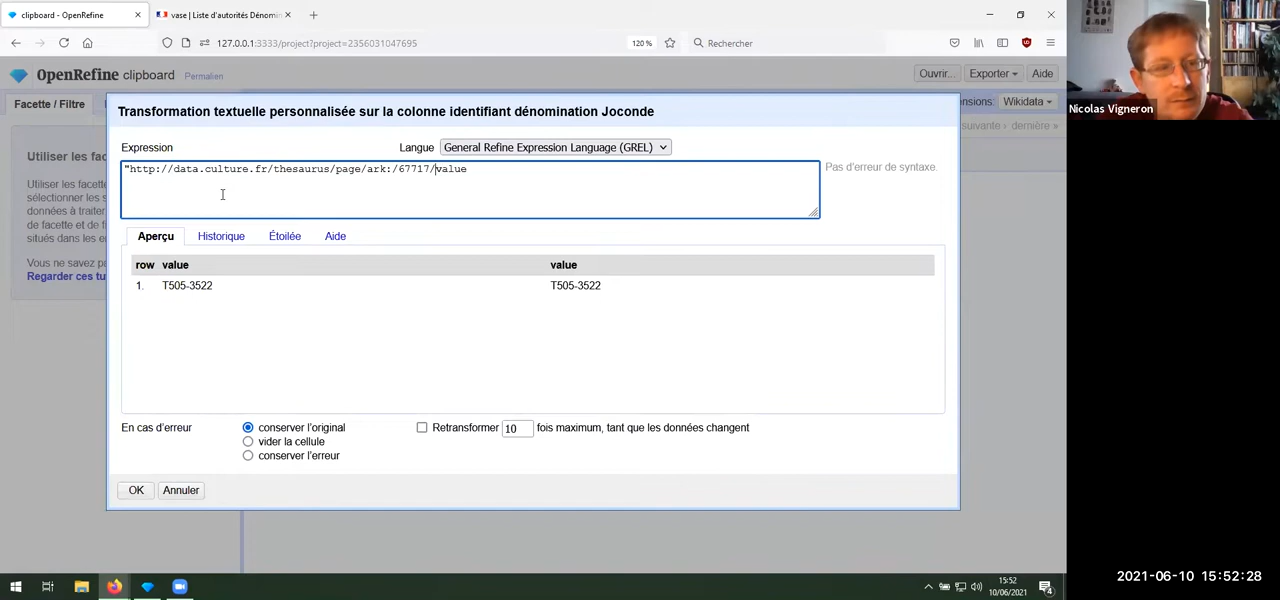 clipboard - OpenRefine
vase | Liste d'autorités Dénomin
127.0.0.1:3333/project?project=2356031047695
120 %
Rechercher
OpenRefine clipboard Permalien
Ouvrir... Exporter Aide
Facette / Filtre
Wikidata
suivante › dernière »
Transformation textuelle personnalisée sur la colonne identifiant dénomination Joconde
Expression
Langue General Refine Expression Language (GREL)
"http://data.culture.fr/thesaurus/page/ark:/67717/value
Pas d'erreur de syntaxe.
Utiliser les fac
Utiliser les facette
sélectionner les s
données à traiter
de facette et de f
situés dans les e
Vous ne savez pa
Regarder ces tu
Aperçu Historique Étoilée Aide
row value value
1. T505-3522 T505-3522
En cas d'erreur
conserver l'original
vider la cellule
conserver l'erreur
Retransformer 10 fois maximum, tant que les données changent
OK Annuler
Nicolas Vigneron
2021-06-10 15:52:28
15:52
10/06/2021
4